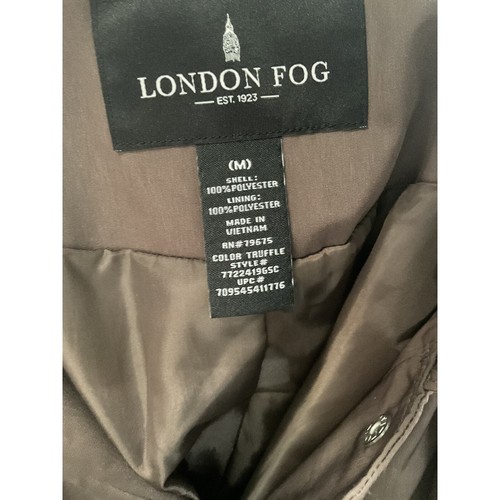 LONDON FOG
EST. 1923
(M)
SHELL:
100%POLYESTER
LINING:
100%POLYESTER
MADE IN
VIETNAM
RN#79675
COLOR TRUFFLE
STYLE#
77224196SC
UPC #
709545411776